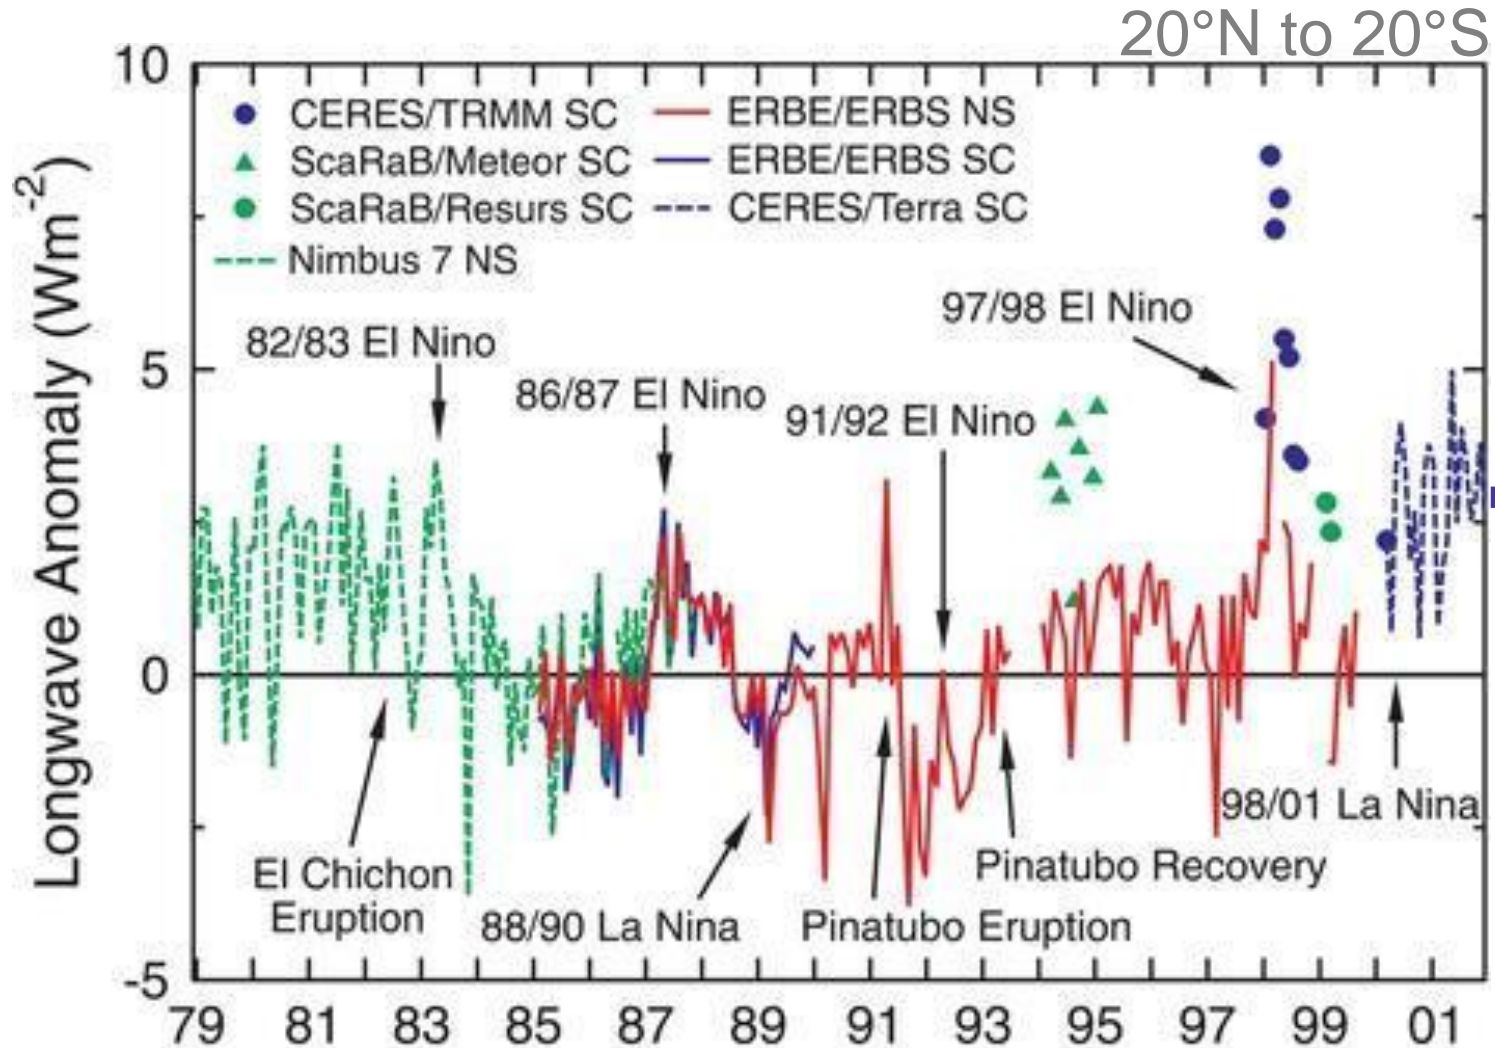 20°N to 20°S
10
CERES/TRMM SC
ERBE/ERBS NS
ScaRaB/Meteor SC
ERBE/ERBS SC
ScaRaB/Resurs SC
CERES/Terra SC
Nimbus 7 NS
97/98 El Nino
82/83 El Nino
5
86/87 El Nino
91/92 El Nino
Longwave Anomaly (Wm-2)
0
98/01 La Nina
El Chichon
Eruption
Pinatubo Recovery
88/90 La Nina
Pinatubo Eruption
-5
79 81 83 85 87 89 91 93 95 97 99 01